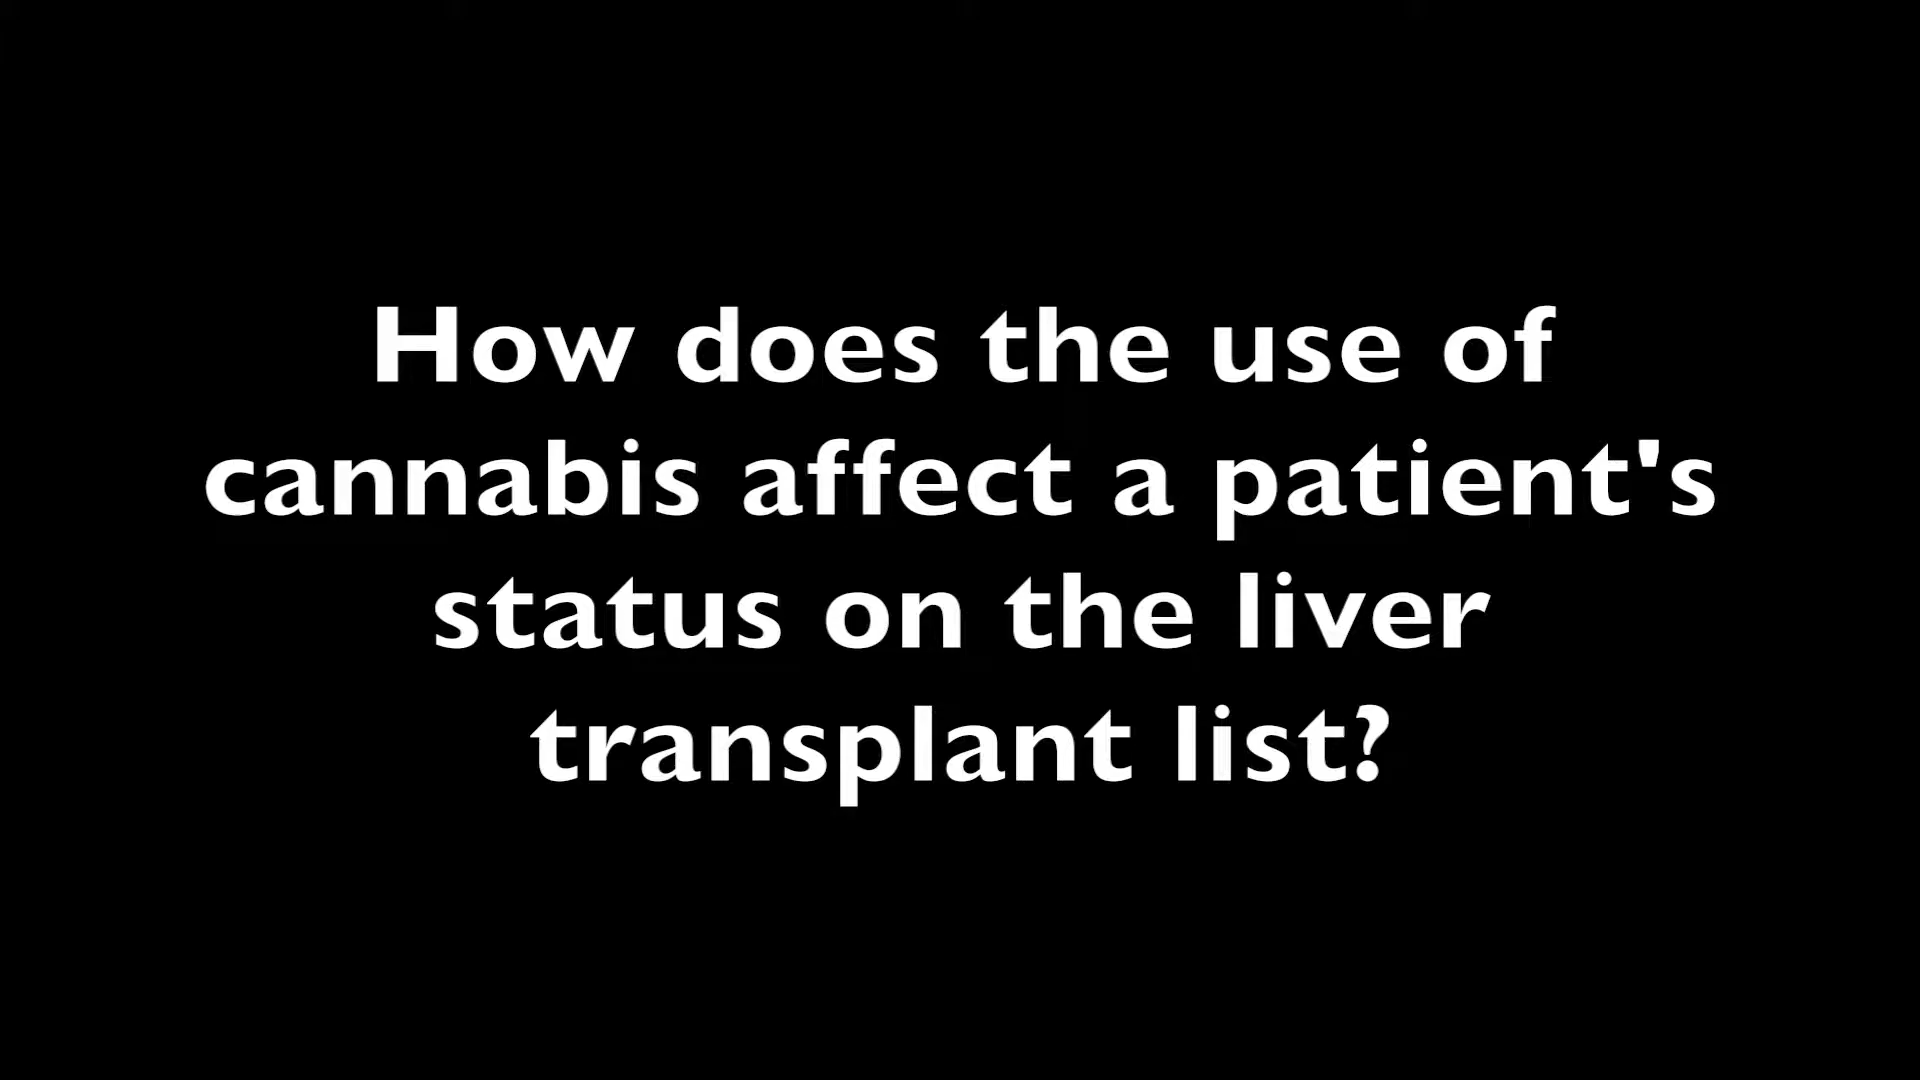 How does the use of
cannabis affect a patient's
status on the liver
transplant list?